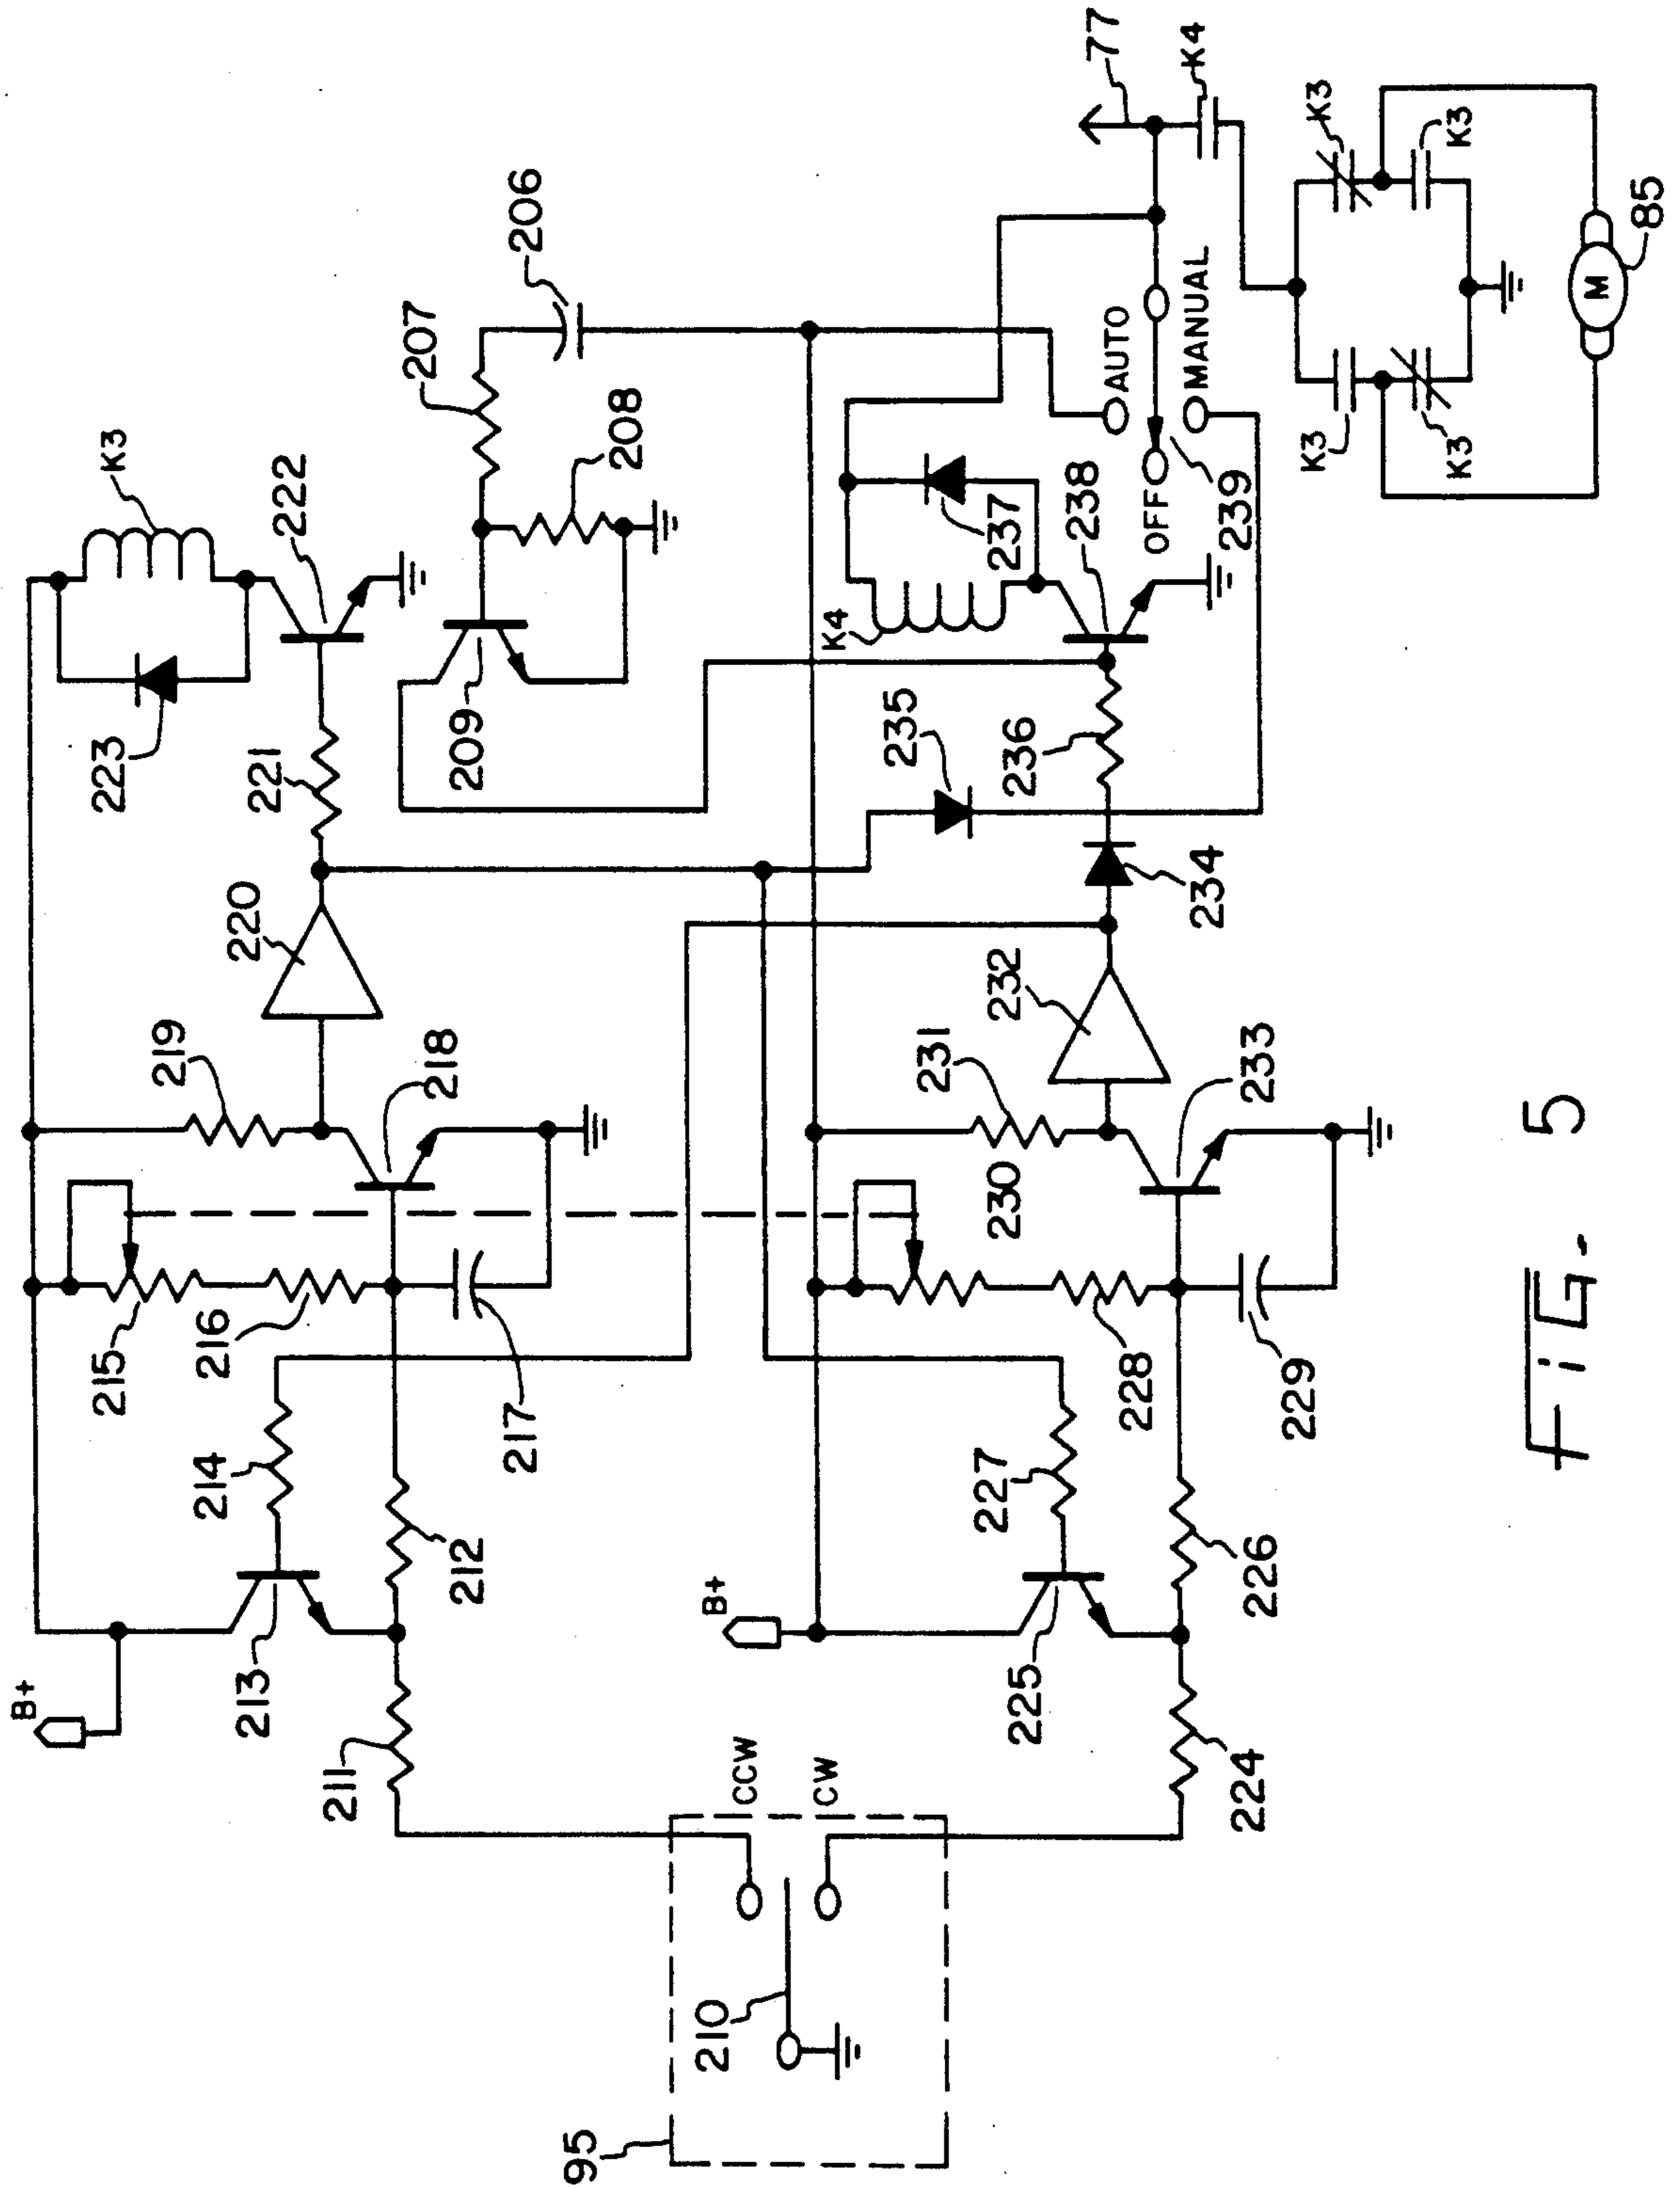 B+
213
211
214
212
215
216
217
219
218
220
221
223
222
K3
207
206
209
208
95
210
CCW
CW
B+
225
224
227
226
228
229
230
231
233
232
234
235
236
K4
237
238
OFF
239
AUTO
MANUAL
77
K4
K3
K3
K3
K3
M
85
FiG. 5